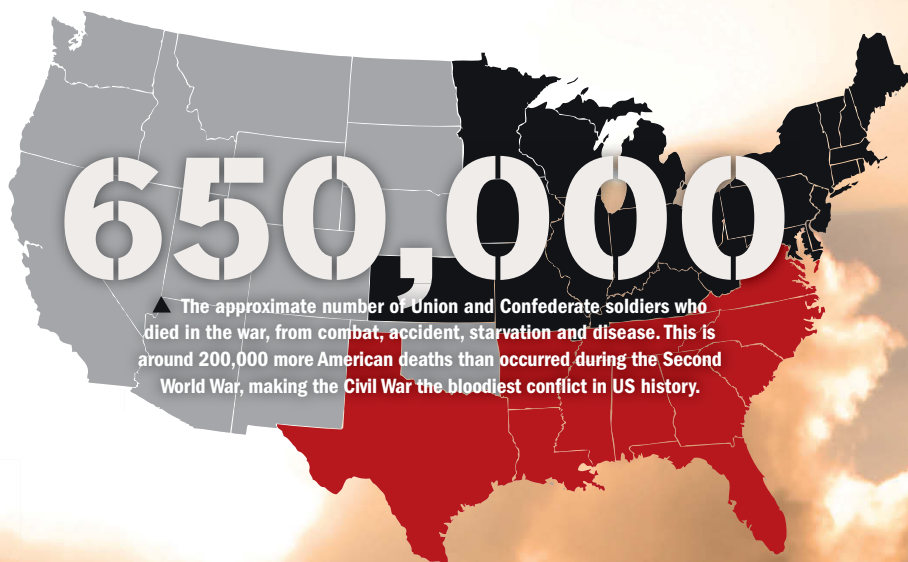 650,000
▲ The approximate number of Union and Confederate soldiers who
died in the war, from combat, accident, starvation and disease. This is
around 200,000 more American deaths than occurred during the Second
World War, making the Civil War the bloodiest conflict in US history.